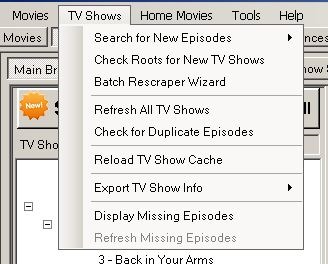 Movies TV Shows Home Movies Tools Help
Movies
Search for New Episodes
Check Roots for New TV Shows
Main Br
Batch Rescraper Wizard
New!
Refresh All TV Shows
Check for Duplicate Episodes
TV Sho
Reload TV Show Cache
Export TV Show Info
Display Missing Episodes
Refresh Missing Episodes
3 - Back in Your Arms